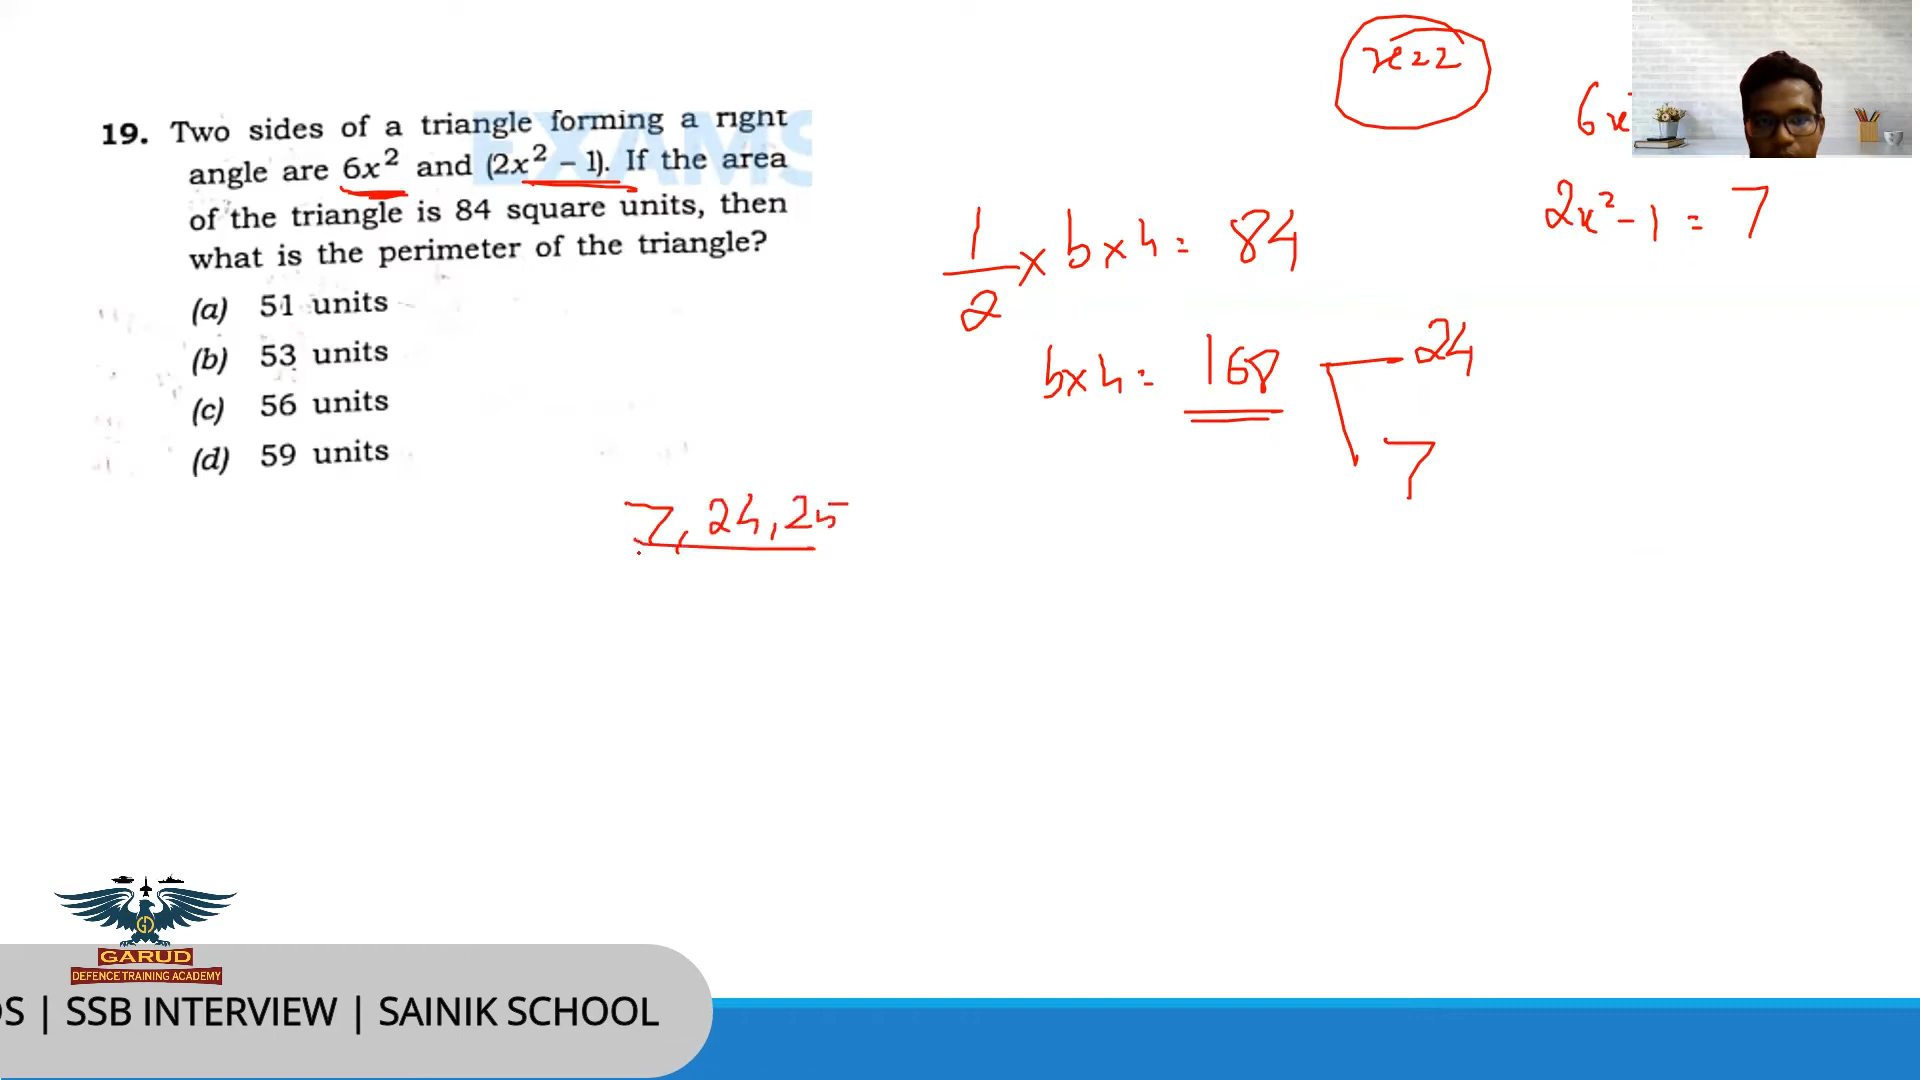 19. Two sides of a triangle forming a right
angle are 6x² and (2x² – 1). If the area
of the triangle is 84 square units, then
what is the perimeter of the triangle?
(a) 51 units
(b) 53 units
(c) 56 units
(d) 59 units
EXAMS
7, 24, 25
1/2 × b × h = 84
b × h = 168
24
7
x = 2
6x²
2x² - 1 = 7
GARUD
DEFENCE TRAINING ACADEMY
DS | SSB INTERVIEW | SAINIK SCHOOL